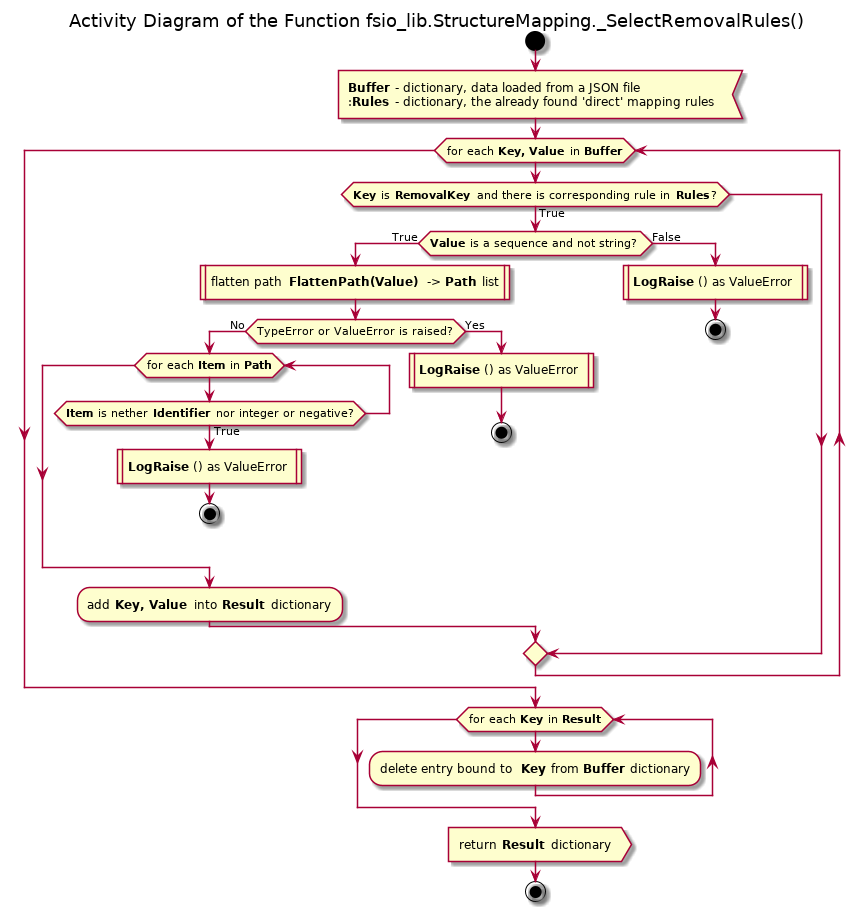 Activity Diagram of the Function fsio_lib.StructureMapping._SelectRemovalRules()
Buffer - dictionary, data loaded from a JSON file
:Rules - dictionary, the already found 'direct' mapping rules
for each Key, Value in Buffer
Key is RemovalKey and there is corresponding rule in Rules?
True
Value is a sequence and not string?
True
False
flatten path FlattenPath(Value) -> Path list
LogRaise () as ValueError
TypeError or ValueError is raised?
No
Yes
for each Item in Path
LogRaise () as ValueError
Item is nether Identifier nor integer or negative?
True
LogRaise () as ValueError
add Key, Value into Result dictionary
for each Key in Result
delete entry bound to Key from Buffer dictionary
return Result dictionary